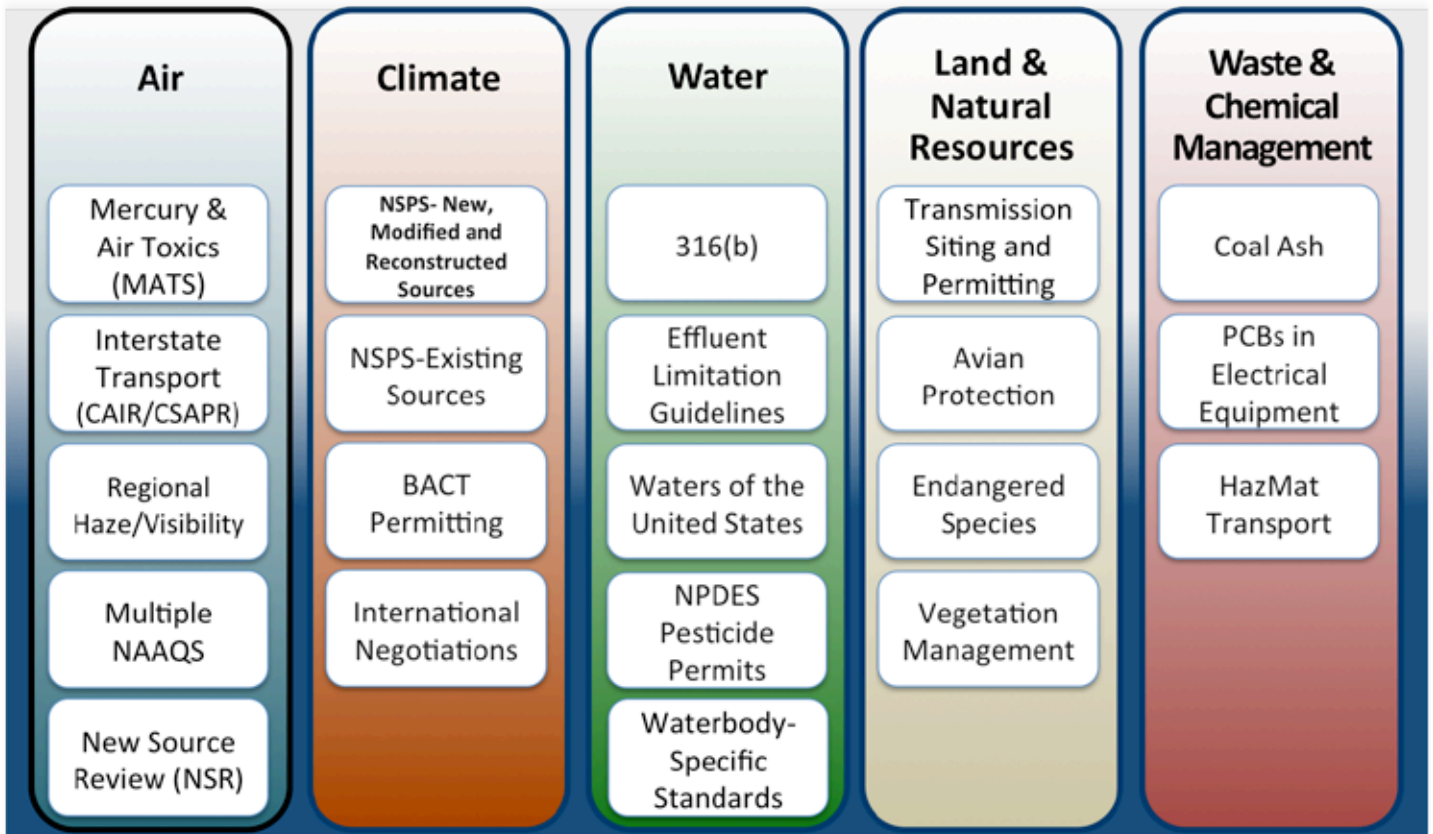 Air
Mercury &
Air Toxics
(MATS)
Interstate
Transport
(CAIR/CSAPR)
Regional
Haze/Visibility
Multiple
NAAQS
New Source
Review (NSR)
Climate
NSPS- New,
Modified and
Reconstructed
Sources
NSPS-Existing
Sources
BACT
Permitting
International
Negotiations
Water
316(b)
Effluent
Limitation
Guidelines
Waters of the
United States
NPDES
Pesticide
Permits
Waterbody-
Specific
Standards
Land &
Natural
Resources
Transmission
Siting and
Permitting
Avian
Protection
Endangered
Species
Vegetation
Management
Waste &
Chemical
Management
Coal Ash
PCBs in
Electrical
Equipment
HazMat
Transport